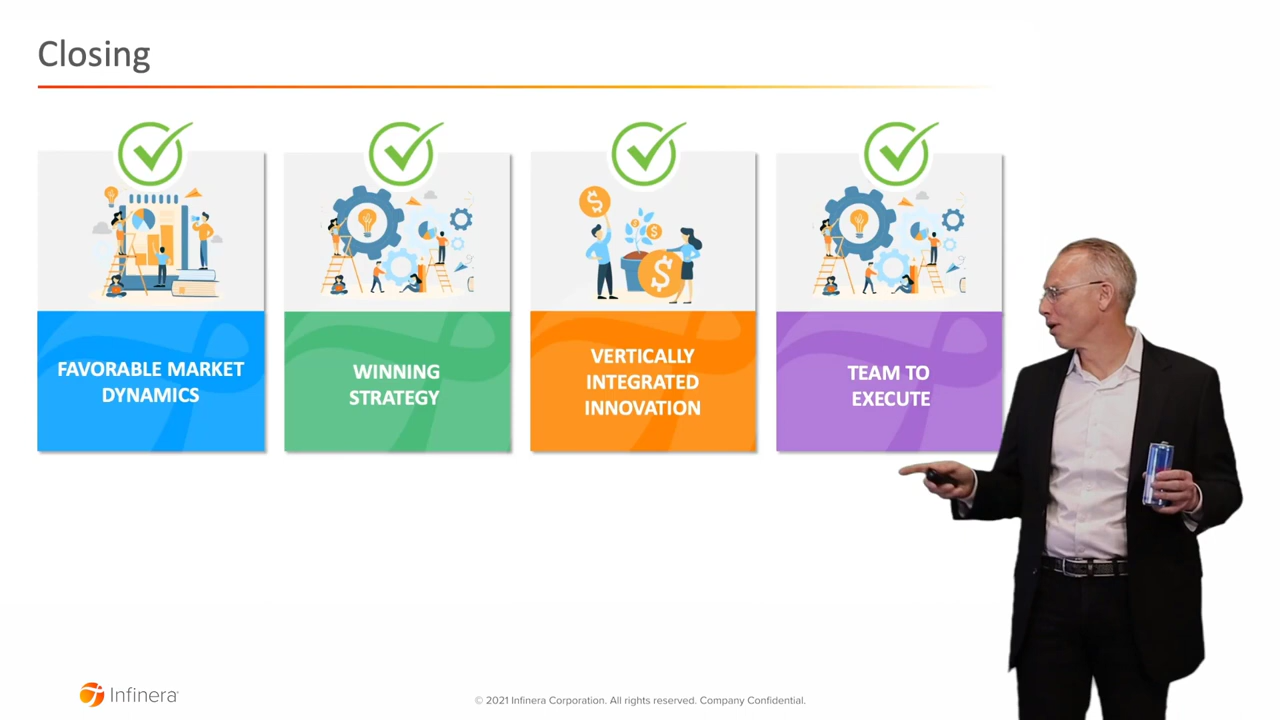 Closing
FAVORABLE MARKET
DYNAMICS
WINNING
STRATEGY
VERTICALLY
INTEGRATED
INNOVATION
TEAM TO
EXECUTE
Infinera
© 2021 Infinera Corporation. All rights reserved. Company Confidential.